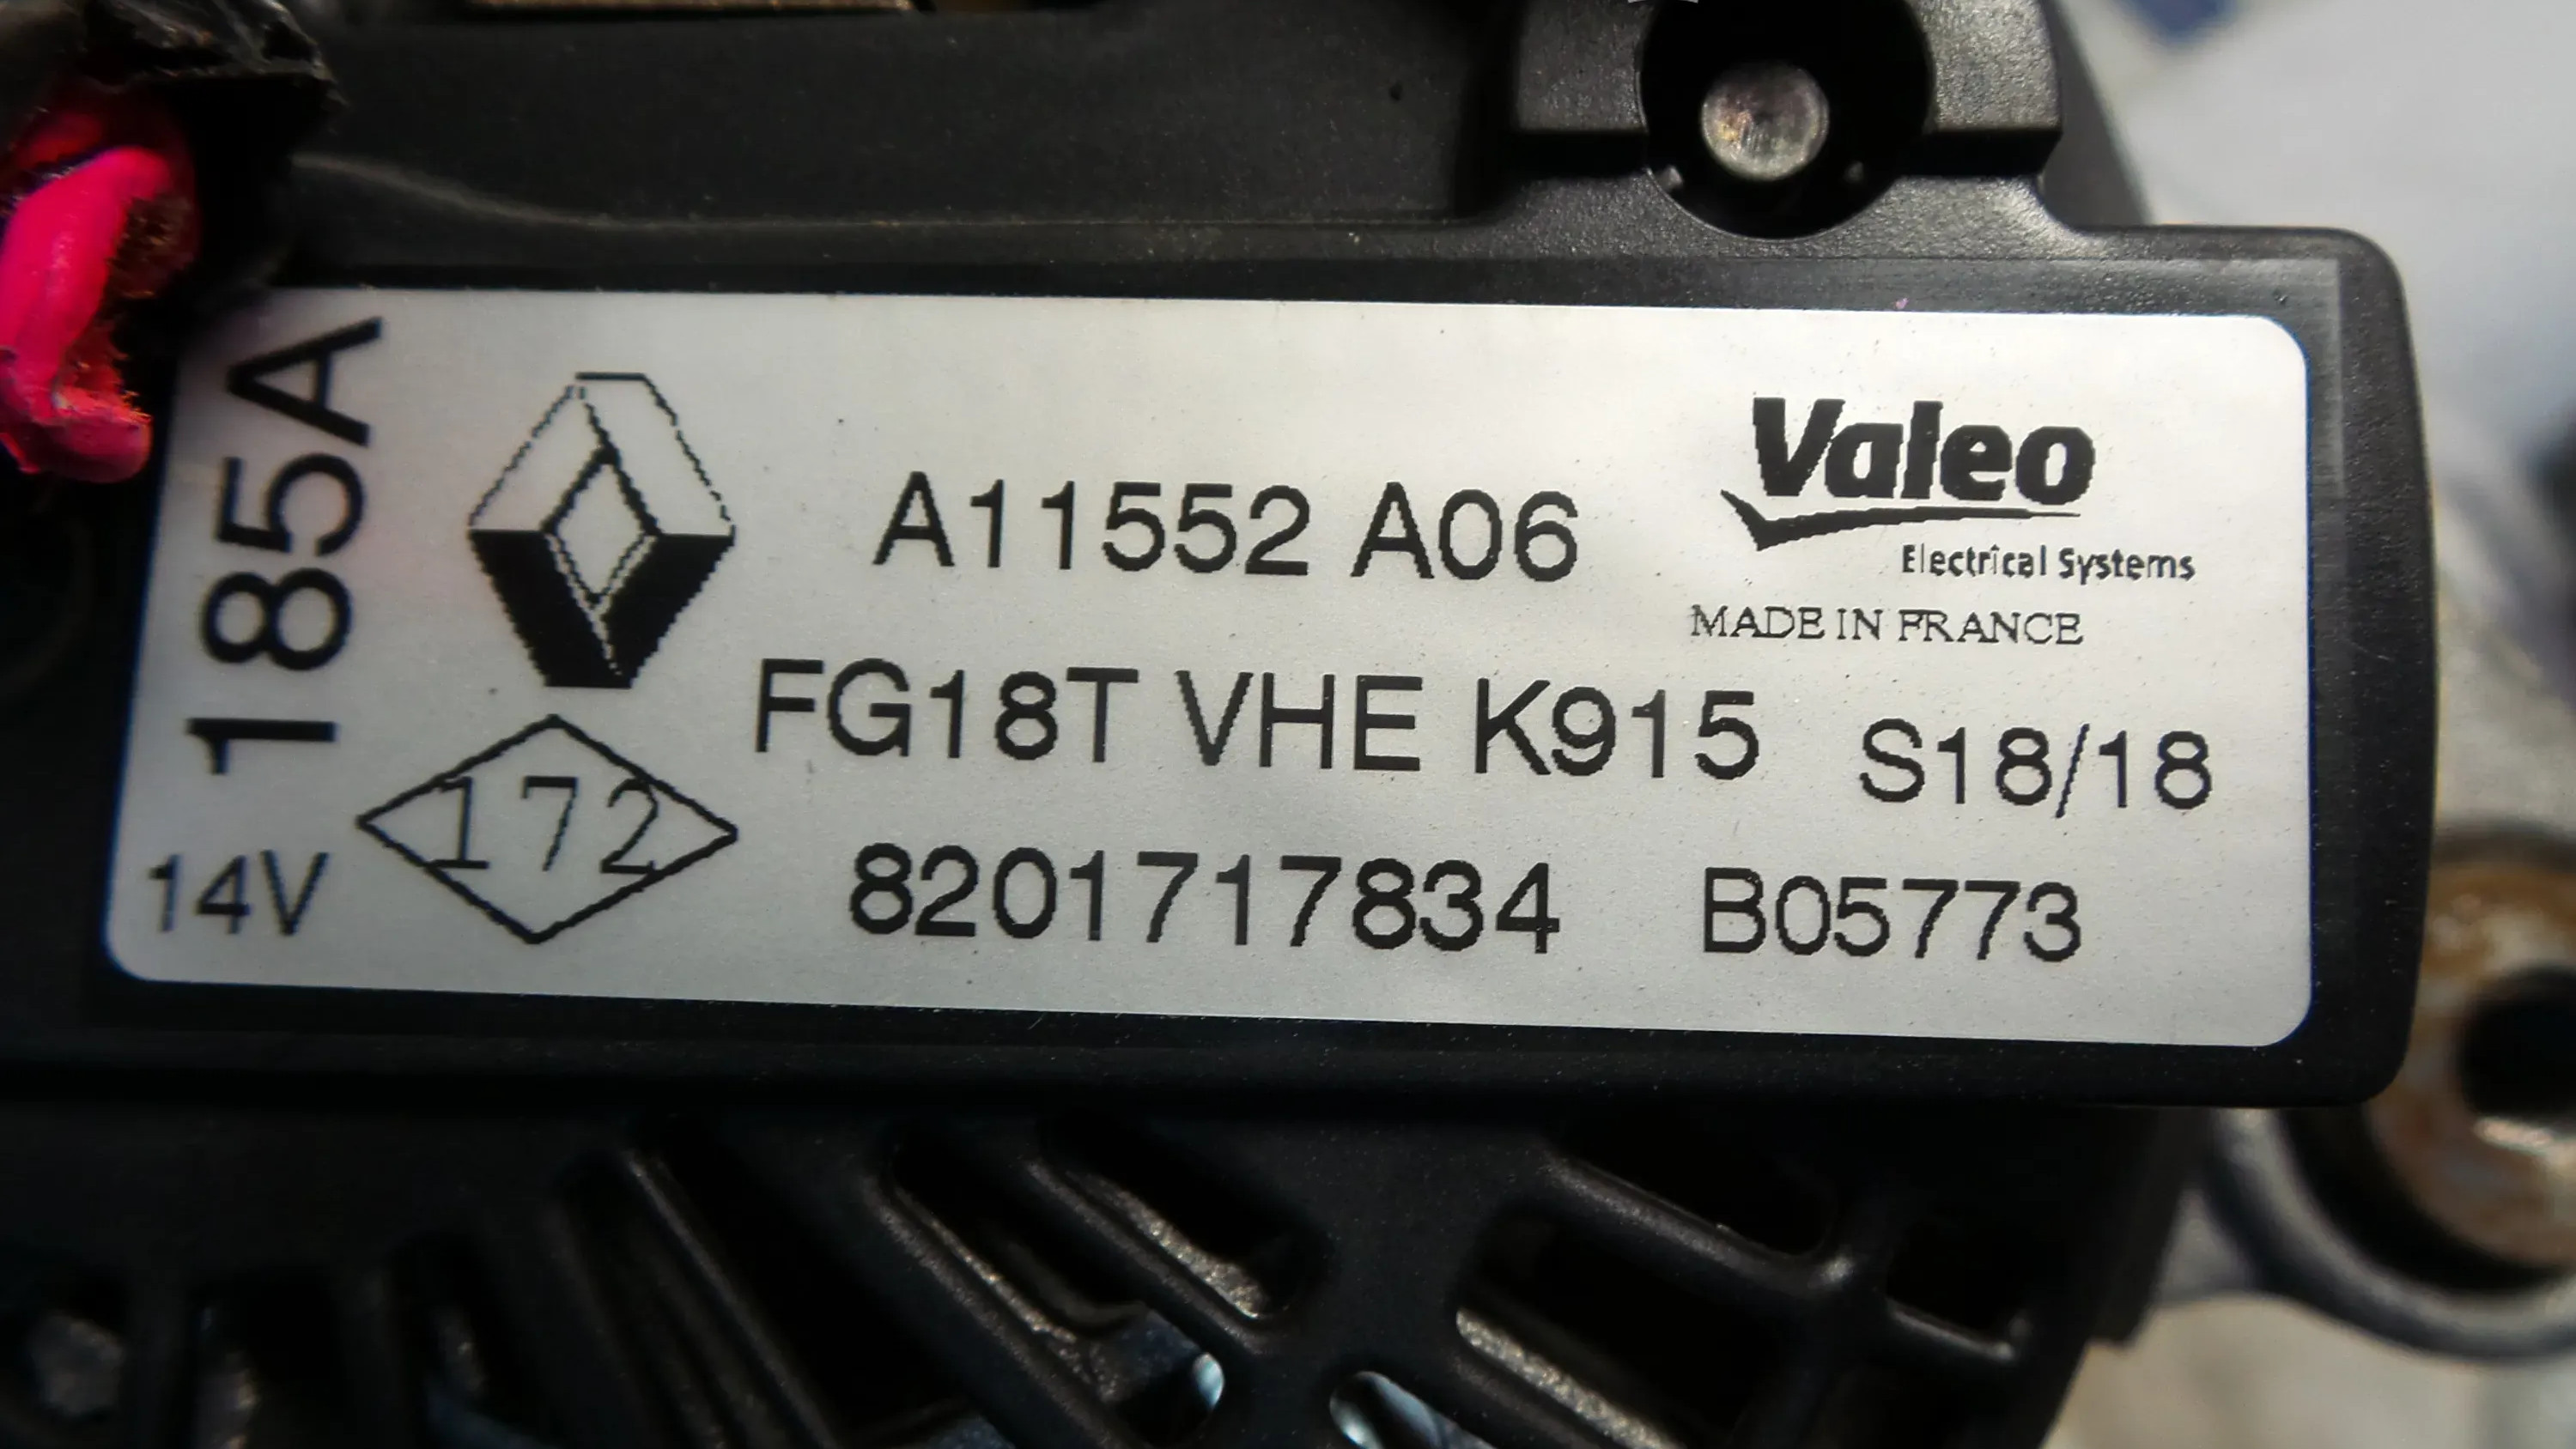 185A
14V
172
A11552 A06
Valeo
Electrical Systems
MADE IN FRANCE
FG18T VHE K915
S18/18
8201717834
B05773